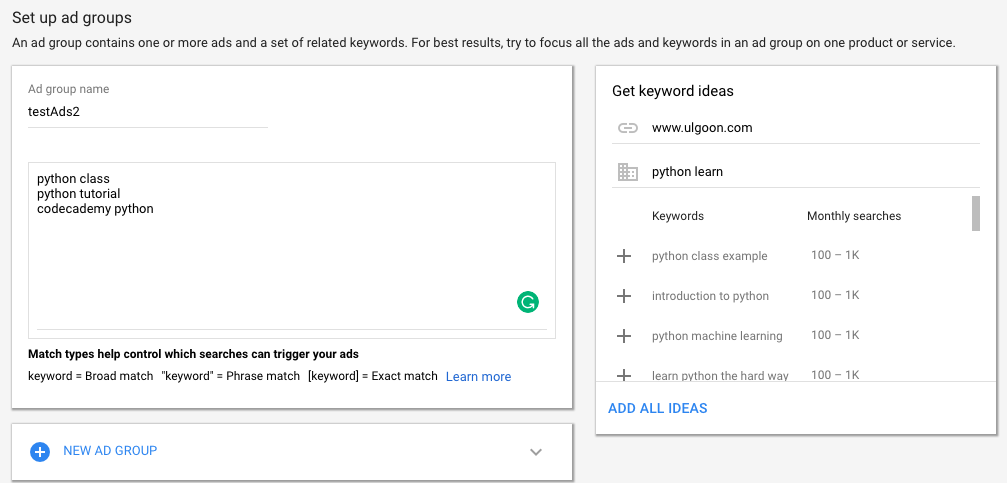 Set up ad groups
An ad group contains one or more ads and a set of related keywords. For best results, try to focus all the ads and keywords in an ad group on one product or service.
Ad group name
testAds2
python class
python tutorial
codecademy python
Match types help control which searches can trigger your ads
keyword = Broad match "keyword" = Phrase match [keyword] = Exact match Learn more
NEW AD GROUP
Get keyword ideas
www.ulgoon.com
python learn
Keywords Monthly searches
python class example 100 – 1K
introduction to python 100 – 1K
python machine learning 100 – 1K
learn python the hard way 100 – 1K
ADD ALL IDEAS